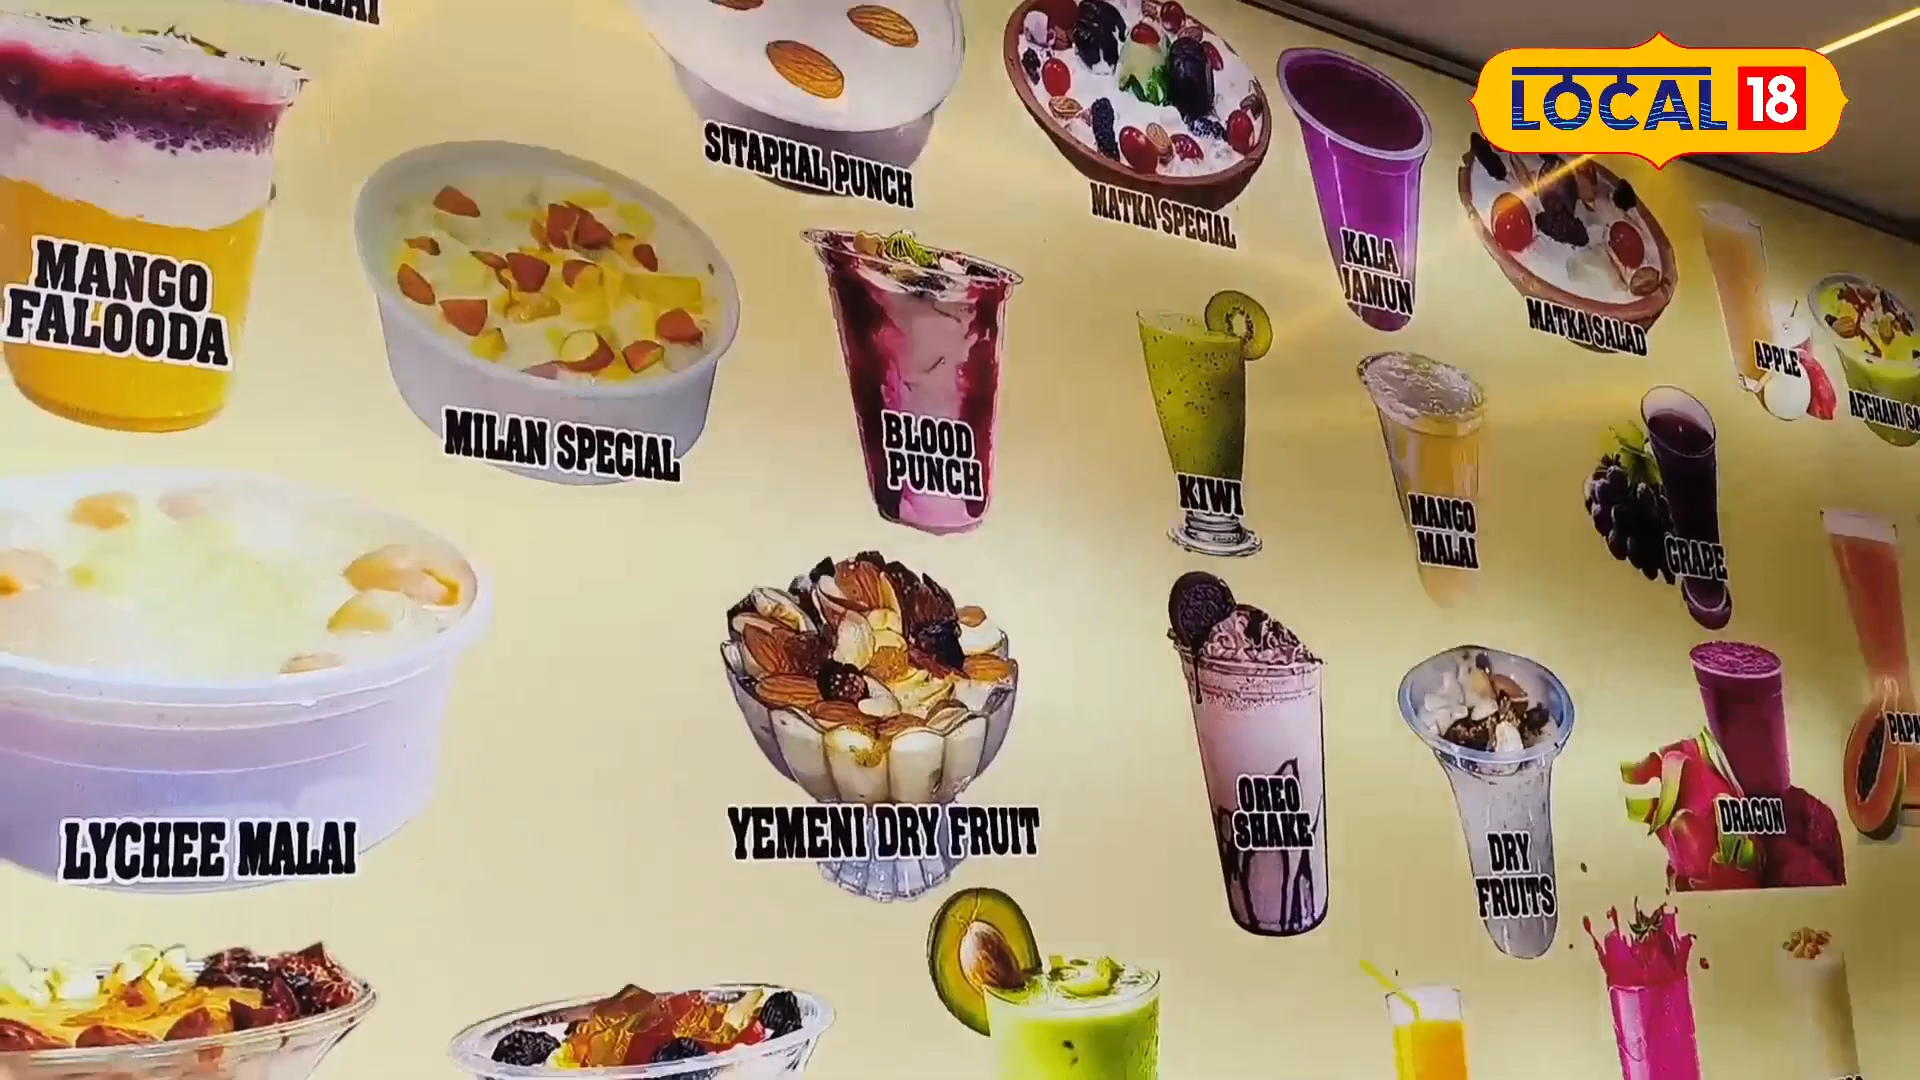 LOCAL 18
SITAPHAL PUNCH
MATKA SPECIAL
KALA
JAMUN
MATKA SALAD
APPLE
AFGHANI
MANGO
FALOODA
MILAN SPECIAL
BLOOD
PUNCH
KIWI
MANGO
MALAI
GRAPE
LYCHEE MALAI
YEMENI DRY FRUIT
OREO
SHAKE
DRY
FRUITS
DRAGON